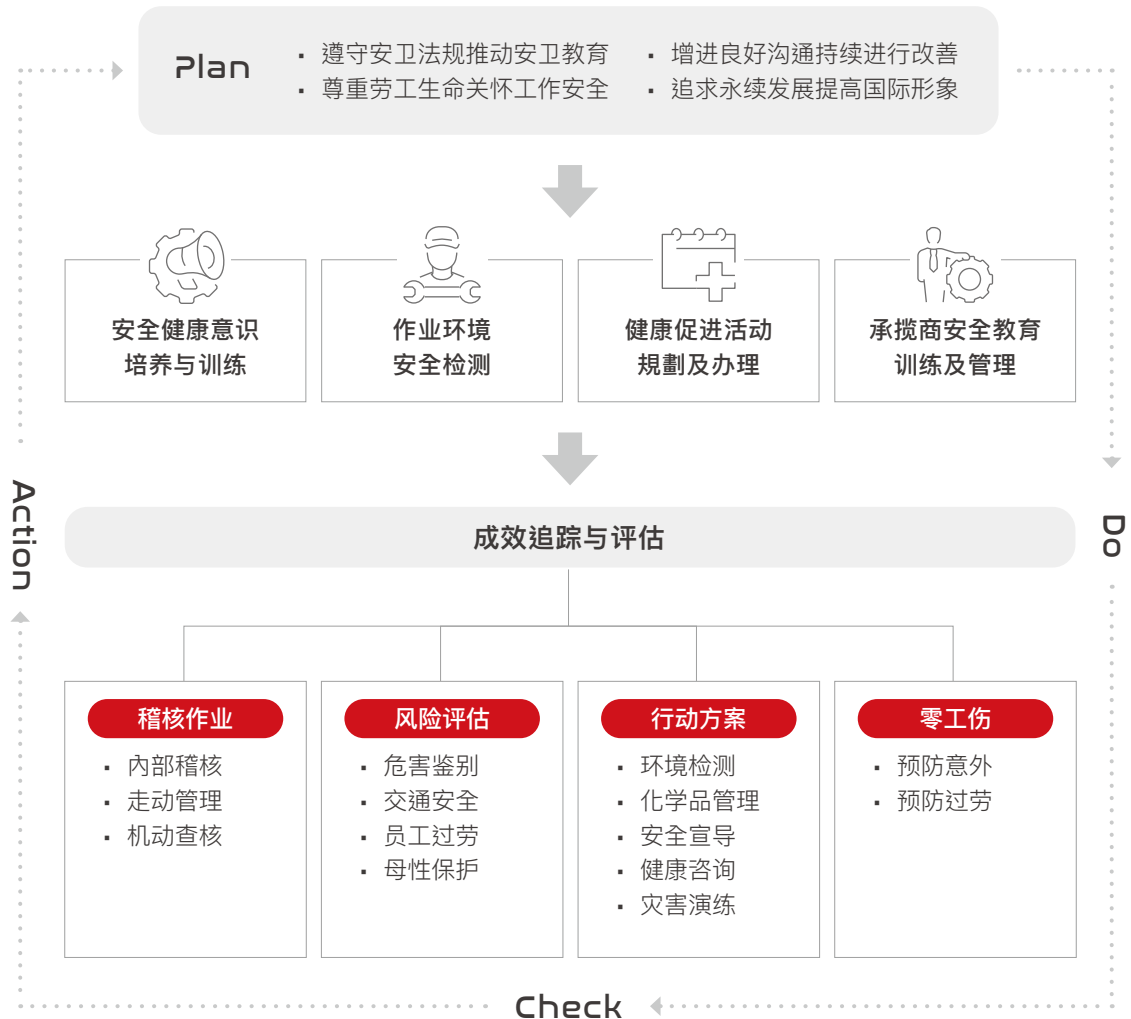 Plan
遵守安卫法规推动安卫教育
尊重劳工生命关怀工作安全
增进良好沟通持续进行改善
追求永续发展提高国际形象
安全健康意识
培养与训练
作业环境
安全检测
健康促进活动
规劃及办理
承揽商安全教育
训练及管理
Action
Do
成效追踪与评估
稽核作业
內部稽核
走动管理
机动查核
风险评估
危害鉴别
交通安全
员工过劳
母性保护
行动方案
环境检测
化学品管理
安全宣导
健康咨询
灾害演练
零工伤
预防意外
预防过劳
Check